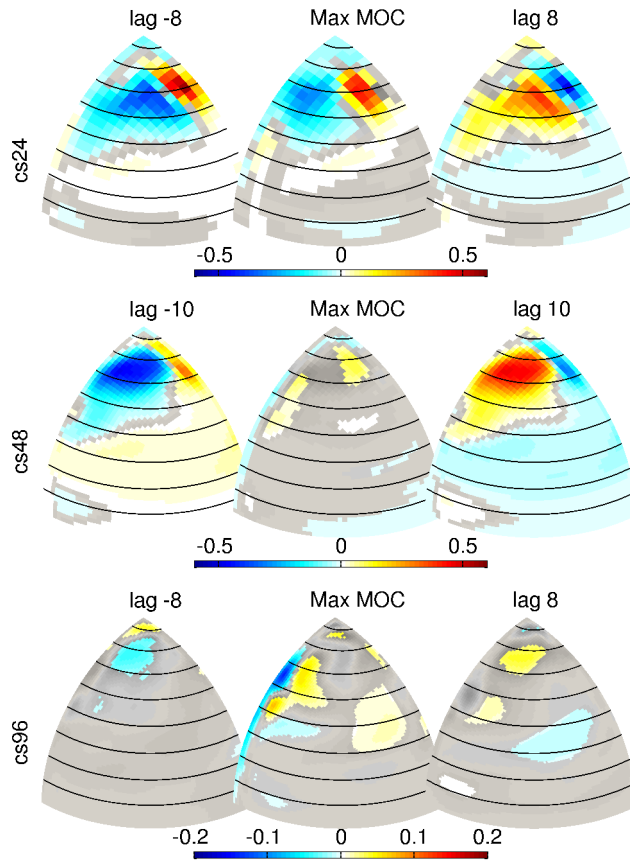 lag -8 Max MOC lag 8
cs24
-0.5 0 0.5
lag -10 Max MOC lag 10
cs48
-0.5 0 0.5
lag -8 Max MOC lag 8
cs96
-0.2 -0.1 0 0.1 0.2